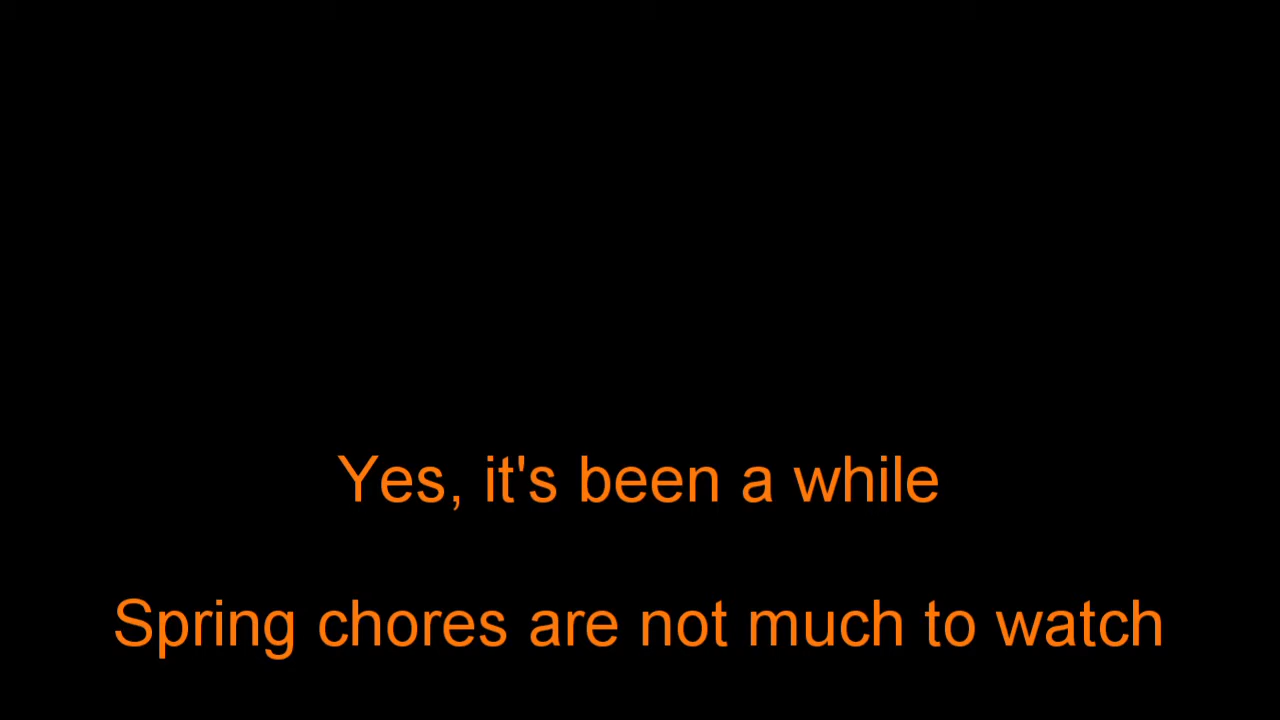 Yes, it's been a while
Spring chores are not much to watch